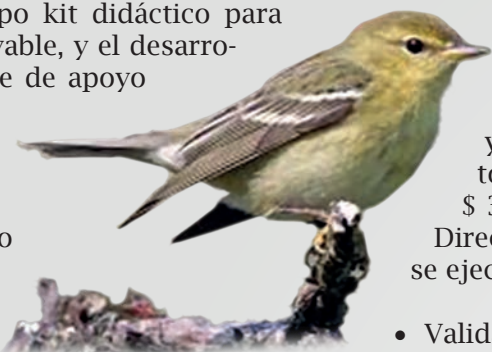 po kit didáctico para
vable, y el desarro-
e de apoyo
o
y
to
$ 3
Direc
se ejec
• Valid